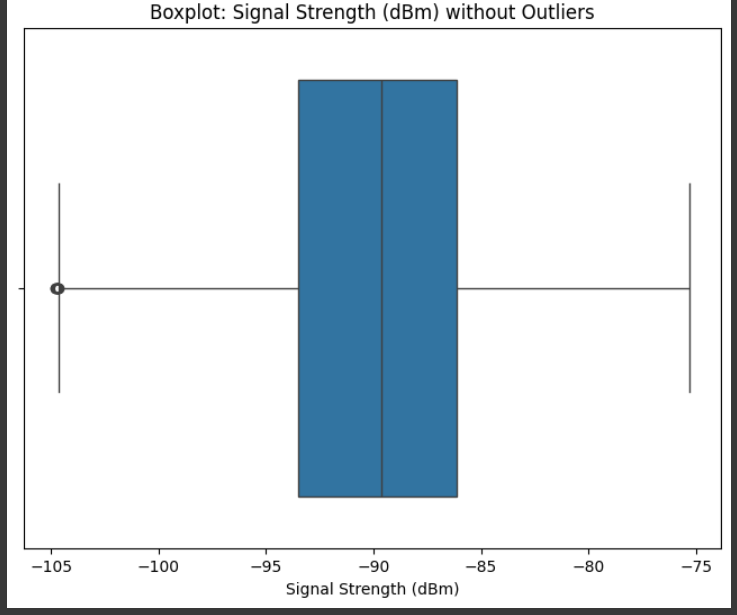 Boxplot: Signal Strength (dBm) without Outliers
−105 −100 −95 −90 −85 −80 −75
Signal Strength (dBm)